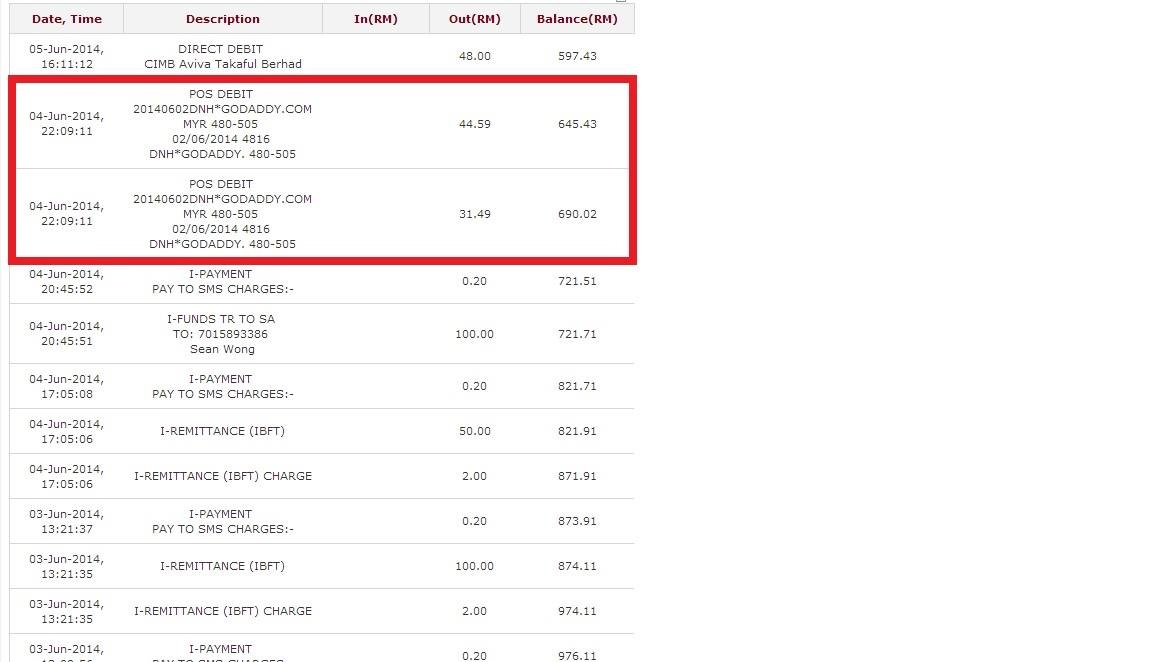 Date, Time Description In(RM) Out(RM) Balance(RM)
05-Jun-2014,
16:11:12
DIRECT DEBIT
CIMB Aviva Takaful Berhad
48.00
597.43
04-Jun-2014,
22:09:11
POS DEBIT
20140602DNH*GODADDY.COM
MYR 480-505
02/06/2014 4816
DNH*GODADDY. 480-505
44.59
645.43
04-Jun-2014,
22:09:11
POS DEBIT
20140602DNH*GODADDY.COM
MYR 480-505
02/06/2014 4816
DNH*GODADDY. 480-505
31.49
690.02
04-Jun-2014,
20:45:52
I-PAYMENT
PAY TO SMS CHARGES:-
0.20
721.51
04-Jun-2014,
20:45:51
I-FUNDS TR TO SA
TO: 7015893386
Sean Wong
100.00
721.71
04-Jun-2014,
17:05:08
I-PAYMENT
PAY TO SMS CHARGES:-
0.20
821.71
04-Jun-2014,
17:05:06
I-REMITTANCE (IBFT)
50.00
821.91
04-Jun-2014,
17:05:06
I-REMITTANCE (IBFT) CHARGE
2.00
871.91
03-Jun-2014,
13:21:37
I-PAYMENT
PAY TO SMS CHARGES:-
0.20
873.91
03-Jun-2014,
13:21:35
I-REMITTANCE (IBFT)
100.00
874.11
03-Jun-2014,
13:21:35
I-REMITTANCE (IBFT) CHARGE
2.00
974.11
03-Jun-2014,
I-PAYMENT
PAY TO SMS CHARGES:-
0.20
976.11